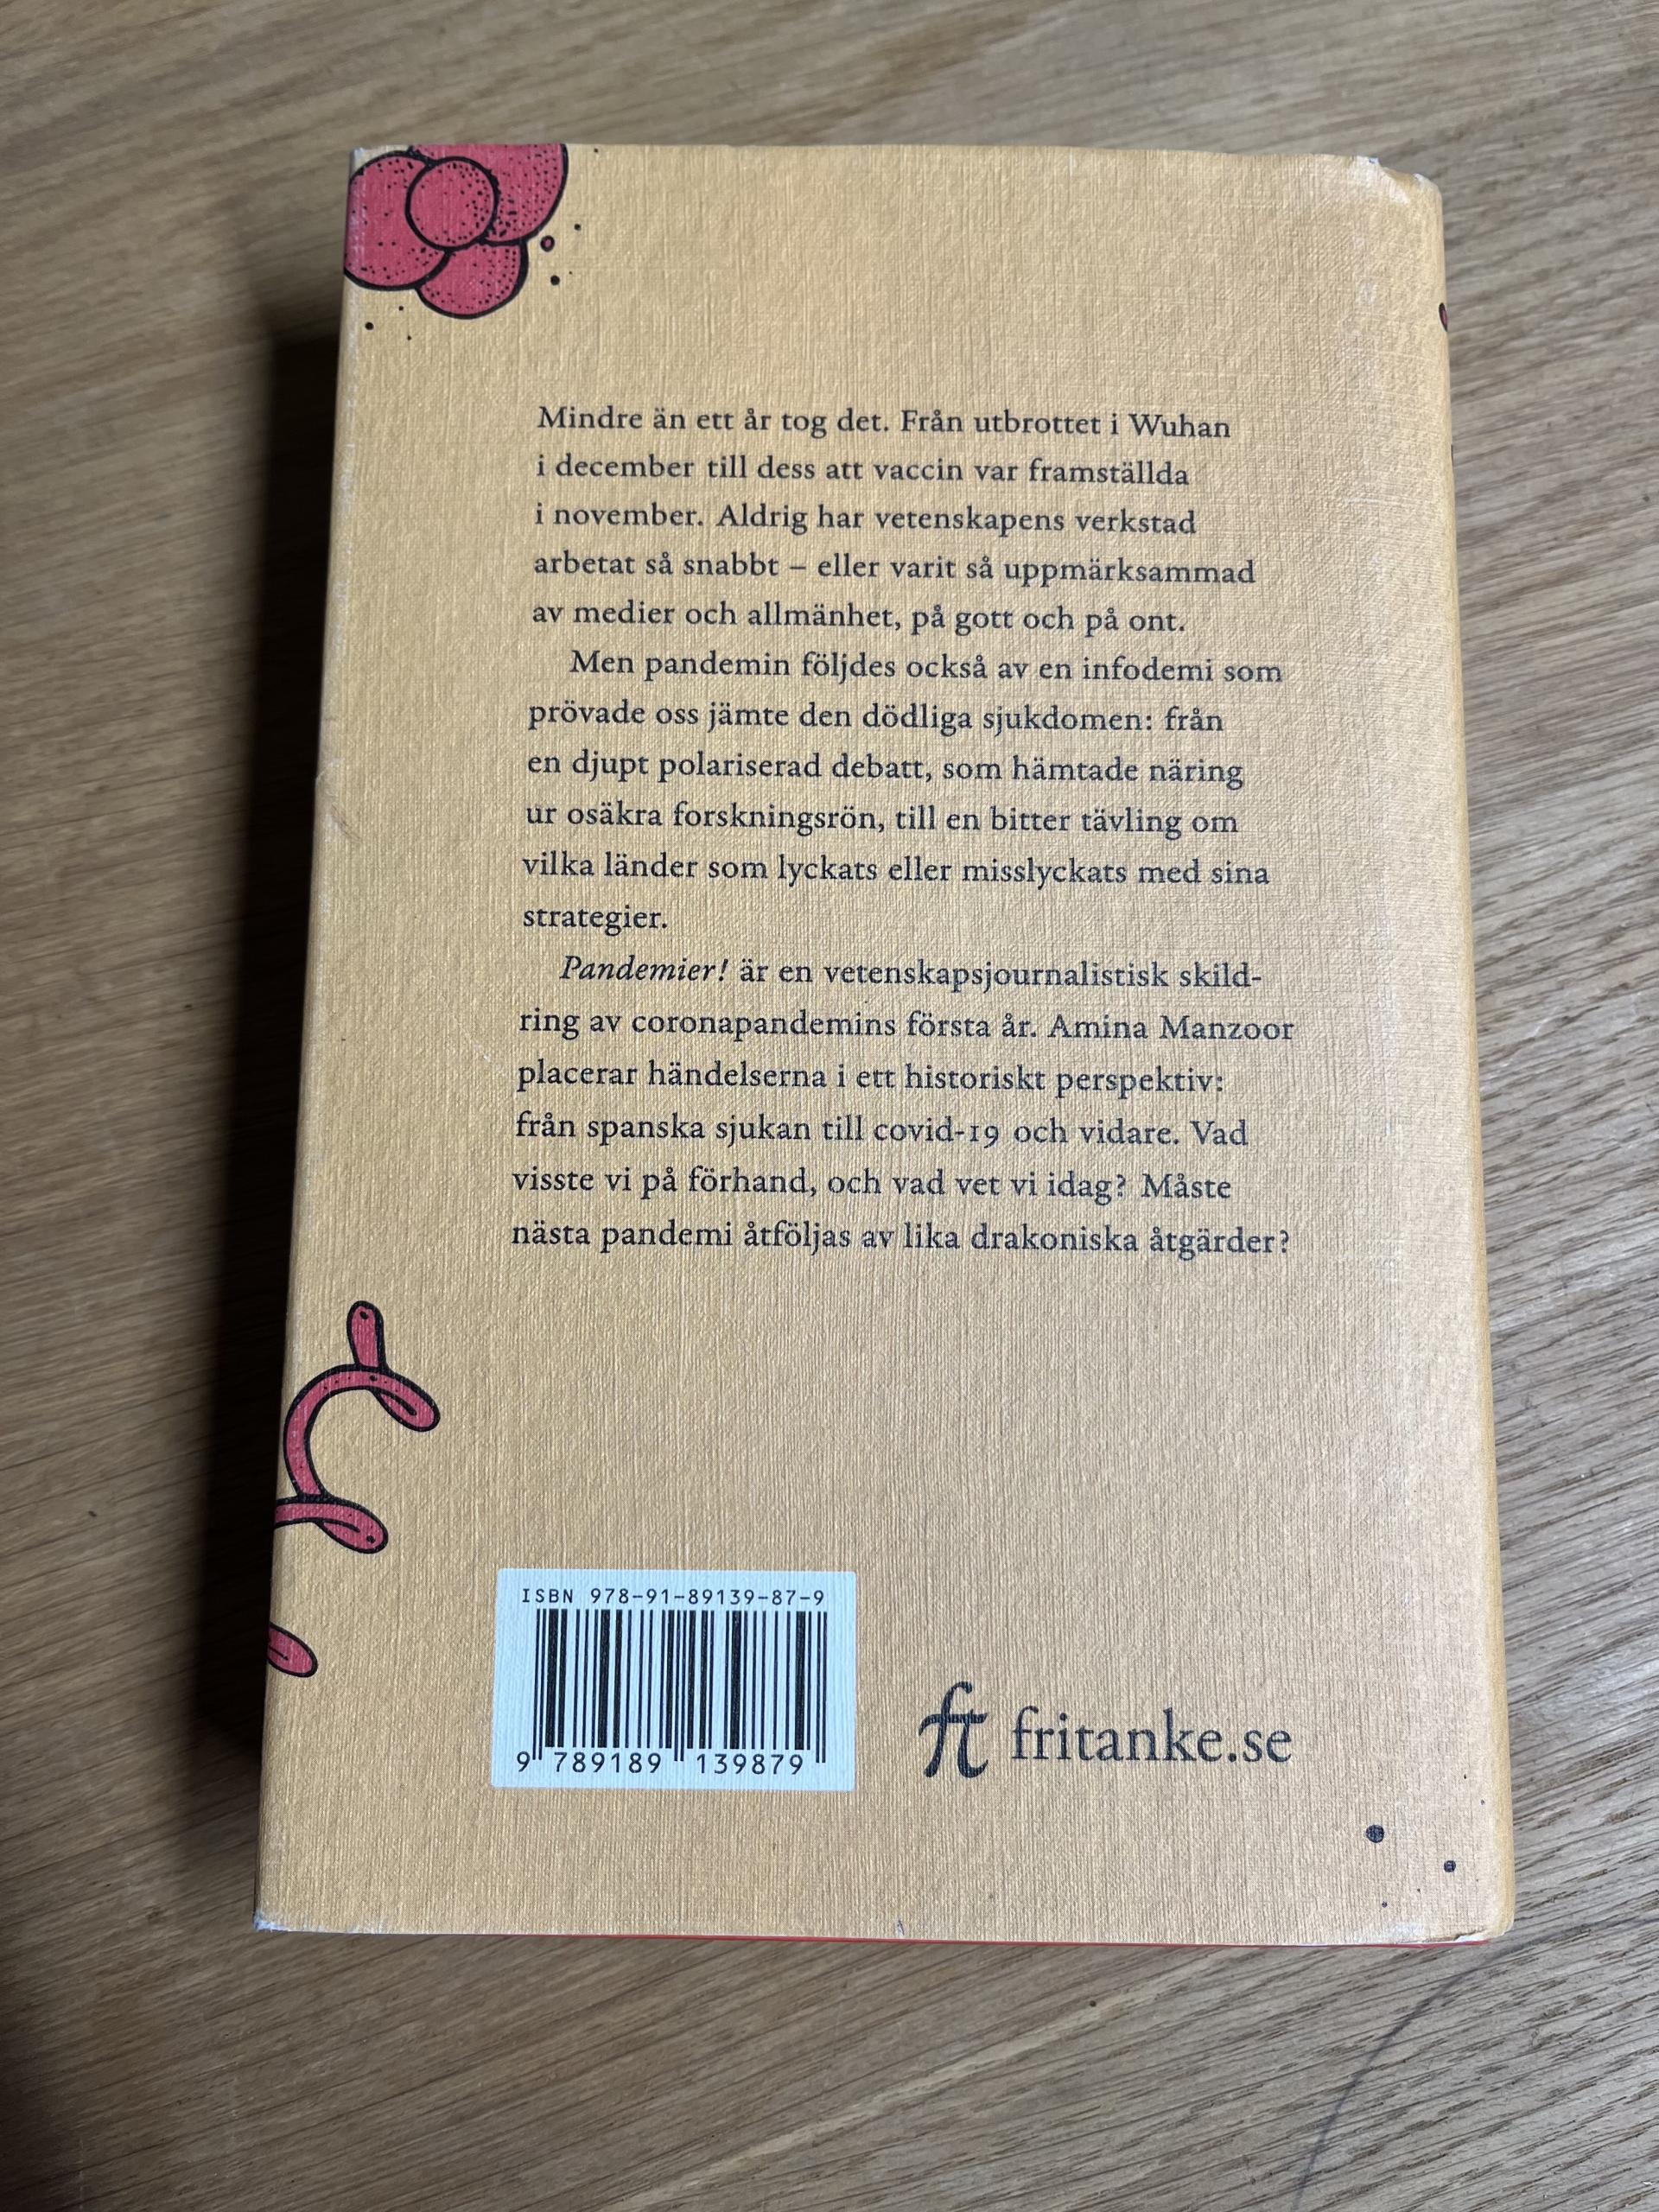 Mindre än ett år tog det. Från utbrottet i Wuhan
i december till dess att vaccin var framställda
i november. Aldrig har vetenskapens verkstad
arbetat så snabbt – eller varit så uppmärksammad
av medier och allmänhet, på gott och på ont.
Men pandemin följdes också av en infodemi som
prövade oss jämte den dödliga sjukdomen: från
en djupt polariserad debatt, som hämtade näring
ur osäkra forskningsrön, till en bitter tävling om
vilka länder som lyckats eller misslyckats med sina
strategier.
Pandemier! är en vetenskapsjournalistisk skild-
ring av coronapandemins första år. Amina Manzoor
placerar händelserna i ett historiskt perspektiv:
från spanska sjukan till covid-19 och vidare. Vad
visste vi på förhand, och vad vet vi idag? Måste
nästa pandemi åtföljas av lika drakoniska åtgärder?
ISBN 978-91-89139-87-9
9 789189 139879
ft fritanke.se